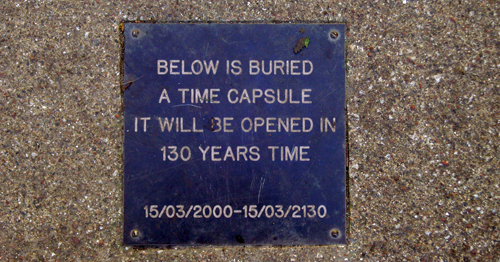 BELOW IS BURIED
A TIME CAPSULE
IT WILL BE OPENED IN
130 YEARS TIME
15/03/2000-15/03/2130